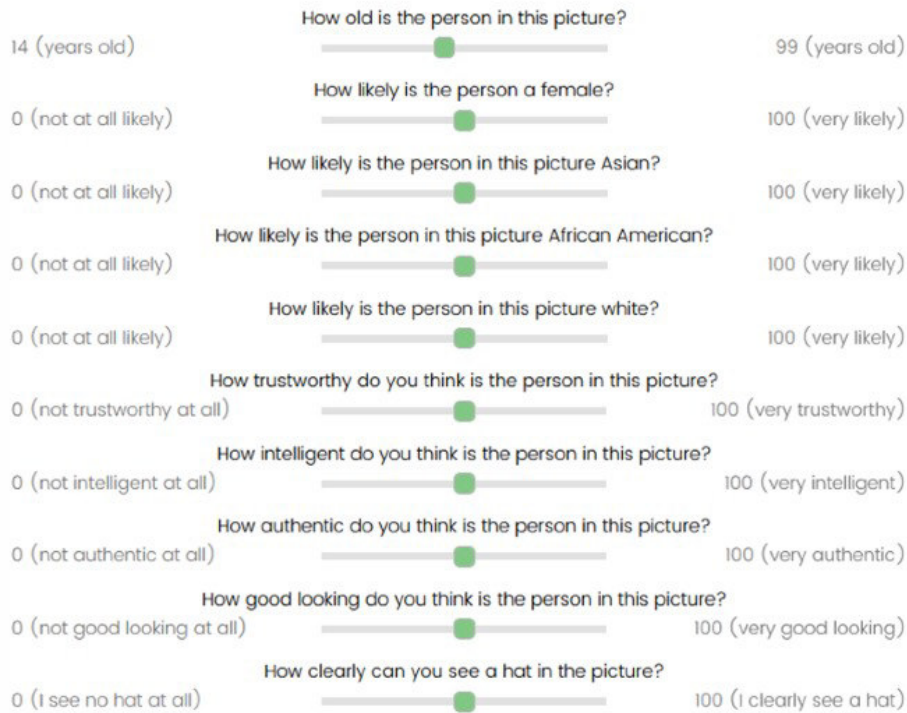 How old is the person in this picture?
14 (years old) 99 (years old)
How likely is the person a female?
0 (not at all likely) 100 (very likely)
How likely is the person in this picture Asian?
0 (not at all likely) 100 (very likely)
How likely is the person in this picture African American?
0 (not at all likely) 100 (very likely)
How likely is the person in this picture white?
0 (not at all likely) 100 (very likely)
How trustworthy do you think is the person in this picture?
0 (not trustworthy at all) 100 (very trustworthy)
How intelligent do you think is the person in this picture?
0 (not intelligent at all) 100 (very intelligent)
How authentic do you think is the person in this picture?
0 (not authentic at all) 100 (very authentic)
How good looking do you think is the person in this picture?
0 (not good looking at all) 100 (very good looking)
How clearly can you see a hat in the picture?
0 (I see no hat at all) 100 (I clearly see a hat)